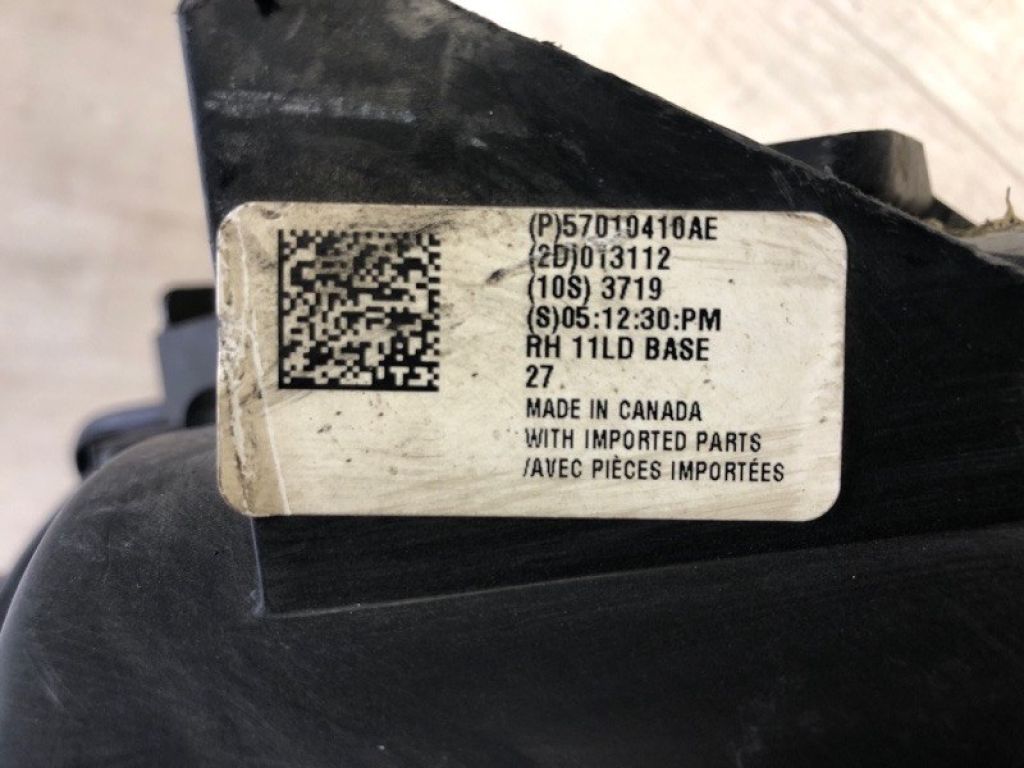 (P)57010410AE
(2D)013112
(10S) 3719
(S)05:12:30:PM
RH 11LD BASE
27
MADE IN CANADA
WITH IMPORTED PARTS
/AVEC PIÈCES IMPORTÉES